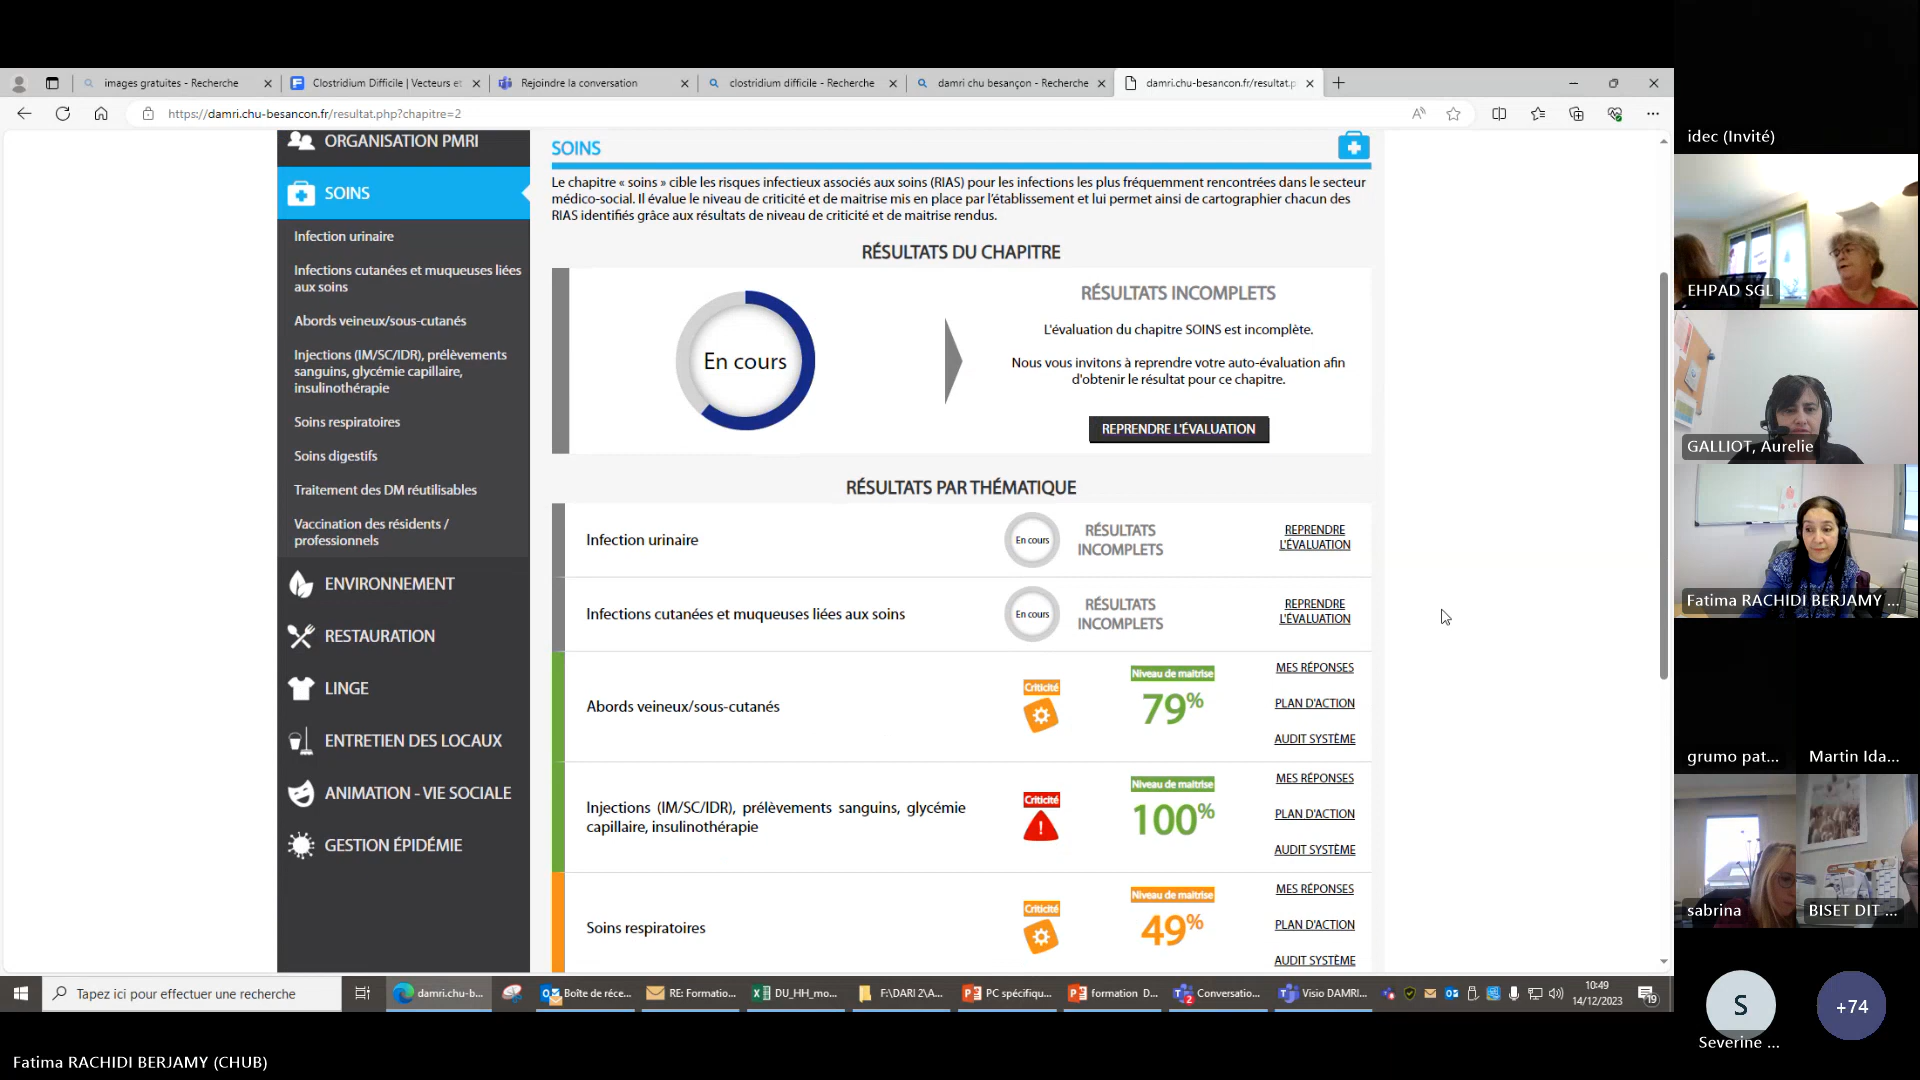 images gratuites - Recherche
Clostridium Difficile | Vecteurs et
Rejoindre la conversation
clostridium difficile - Recherche
damri chu besançon - Recherche
damri.chu-besancon.fr/resultat.p
https://damri.chu-besancon.fr/resultat.php?chapitre=2
ORGANISATION PMRI
SOINS
Infection urinaire
Infections cutanées et muqueuses liées
aux soins
Abords veineux/sous-cutanés
Injections (IM/SC/IDR), prélèvements
sanguins, glycémie capillaire,
insulinothérapie
Soins respiratoires
Soins digestifs
Traitement des DM réutilisables
Vaccination des résidents /
professionnels
ENVIRONNEMENT
RESTAURATION
LINGE
ENTRETIEN DES LOCAUX
ANIMATION - VIE SOCIALE
GESTION ÉPIDÉMIE
SOINS
Le chapitre « soins » cible les risques infectieux associés aux soins (RIAS) pour les infections les plus fréquemment rencontrées dans le secteur
médico-social. Il évalue le niveau de criticité et de maitrise mis en place par l'établissement et lui permet ainsi de cartographier chacun des
RIAS identifiés grâce aux résultats de niveau de criticité et de maitrise rendus.
RÉSULTATS DU CHAPITRE
En cours
RÉSULTATS INCOMPLETS
L'évaluation du chapitre SOINS est incomplète.
Nous vous invitons à reprendre votre auto-évaluation afin
d'obtenir le résultat pour ce chapitre.
REPRENDRE L'ÉVALUATION
RÉSULTATS PAR THÉMATIQUE
Infection urinaire
En cours
RÉSULTATS
INCOMPLETS
REPRENDRE
L'ÉVALUATION
Infections cutanées et muqueuses liées aux soins
En cours
RÉSULTATS
INCOMPLETS
REPRENDRE
L'ÉVALUATION
Abords veineux/sous-cutanés
Criticité
Niveau de maitrise
79%
MES RÉPONSES
PLAN D'ACTION
AUDIT SYSTÈME
Injections (IM/SC/IDR), prélèvements sanguins, glycémie
capillaire, insulinothérapie
Criticité
Niveau de maitrise
100%
MES RÉPONSES
PLAN D'ACTION
AUDIT SYSTÈME
Soins respiratoires
Criticité
Niveau de maitrise
49%
MES RÉPONSES
PLAN D'ACTION
AUDIT SYSTÈME
Tapez ici pour effectuer une recherche
damri.chu-b...
Boîte de réce...
RE: Formatio...
DU_HH_mo...
F:\DARI 2\A...
PC spécifiqu...
formation D...
Conversatio...
Visio DAMRI...
10:49
14/12/2023
19
idec (Invité)
EHPAD SGL
GALLIOT, Aurelie
Fatima RACHIDI BERJAMY ...
grumo pat...
Martin Ida...
sabrina
BISET DIT ...
S
Severine ...
+74
Fatima RACHIDI BERJAMY (CHUB)